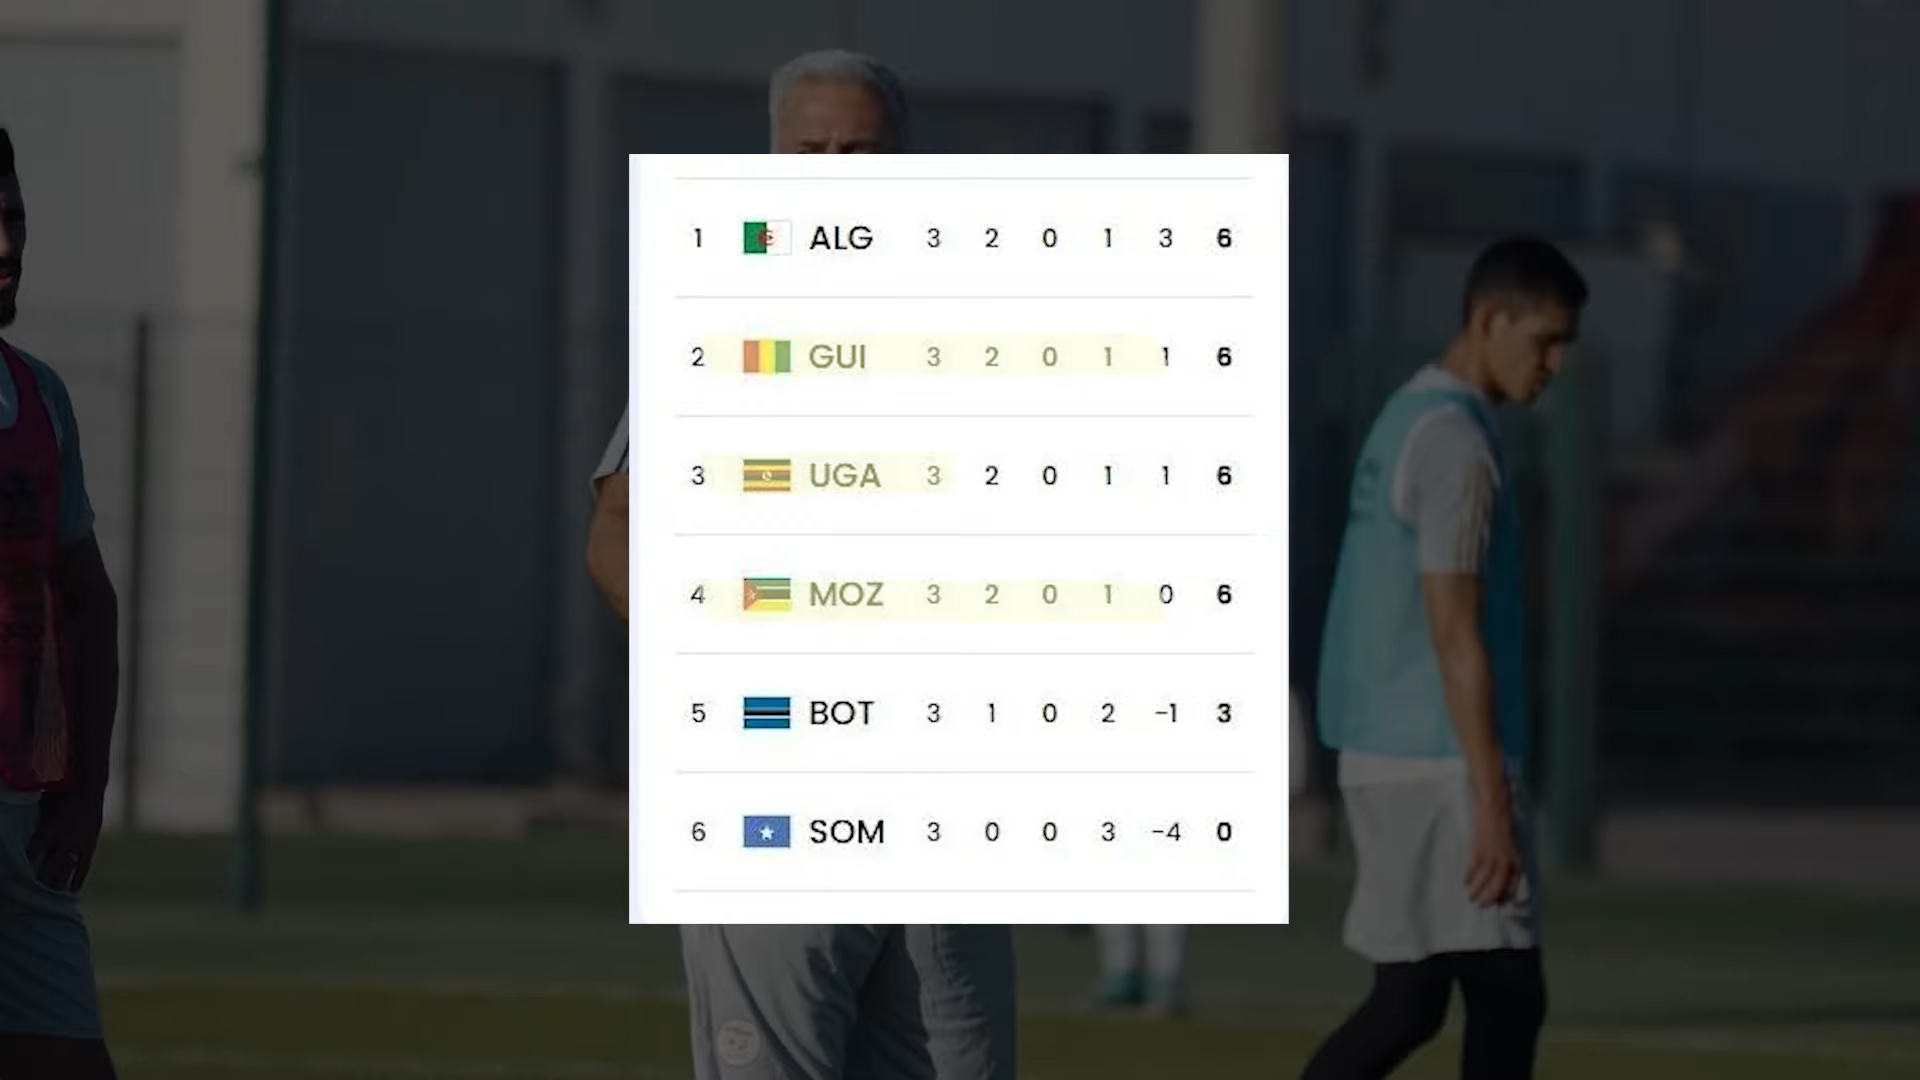 1 ALG 3 2 0 1 3 6
2 GUI 3 2 0 1 1 6
3 UGA 3 2 0 1 1 6
4 MOZ 3 2 0 1 0 6
5 BOT 3 1 0 2 -1 3
6 SOM 3 0 0 3 -4 0